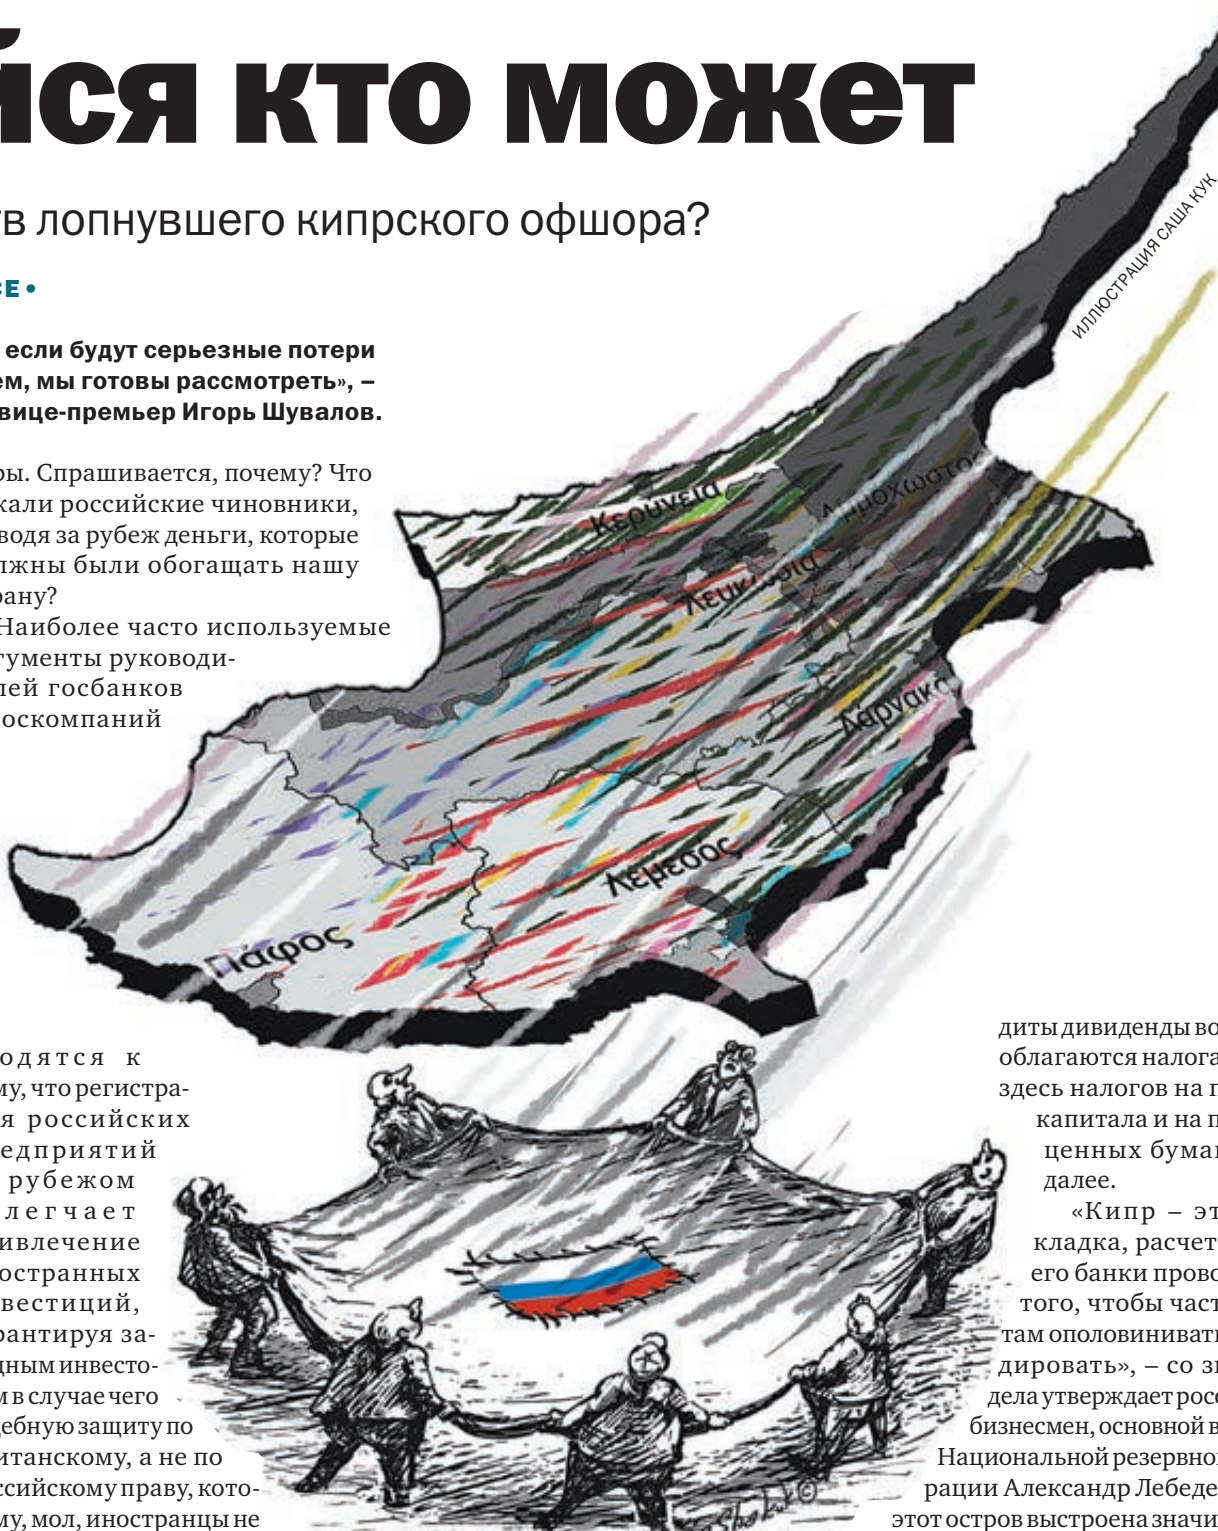 йся кто может
тв лопнувшего кипрского офшора?
СЕ •
если будут серьезные потери
ем, мы готовы рассмотреть», –
вице-премьер Игорь Шувалов.
ры. Спрашивается, почему? Что
кали российские чиновники,
водя за рубеж деньги, которые
лжны были обогащать нашу
рану?
Наиболее часто используемые
гументы руководи-
лей госбанков
оскомпаний
одятся к
му, что регистра-
я российских
едприятий
рубежом
легчает
ивлечение
остранных
вестиций,
рантируя за-
дным инвесто-
м в случае чего
дебную защиту по
итанскому, а не по
ссийскому праву, кото-
му, мол, иностранцы не
ИЛЛЮСТРАЦИЯ САША КУК
Κερύνεια
Αμμόχωστος
Λευκωσία
Λάρνακα
Λεμεσος
Πάφος
диты дивиденды во
облагаются налога
здесь налогов на п
капитала и на п
ценных бумаг
далее.
«Кипр – эт
кладка, расчет
его банки прово
того, чтобы част
там ополовинивать
дировать», – со зн
дела утверждает росс
бизнесмен, основной в
Национальной резервной
рации Александр Лебеде
этот остров выстроена значи